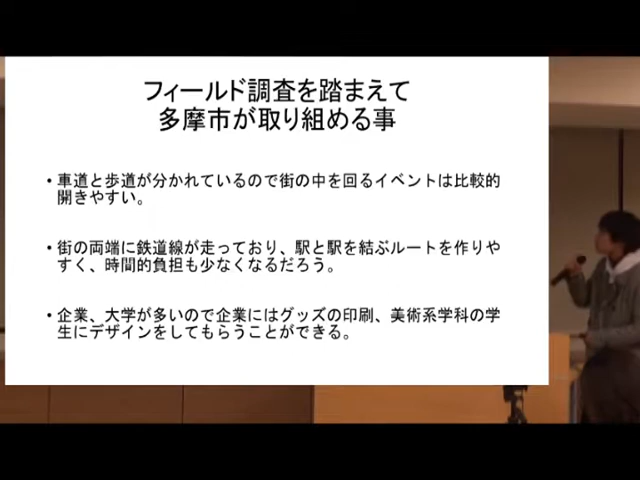 フィールド調査を踏まえて
多摩市が取り組める事
• 車道と歩道が分かれているので街の中を回るイベントは比較的
開きやすい。
• 街の両端に鉄道線が走っており、駅と駅を結ぶルートを作りや
すく、時間的負担も少なくなるだろう。
• 企業、大学が多いので企業にはグッズの印刷、美術系学科の学
生にデザインをしてもらうことができる。